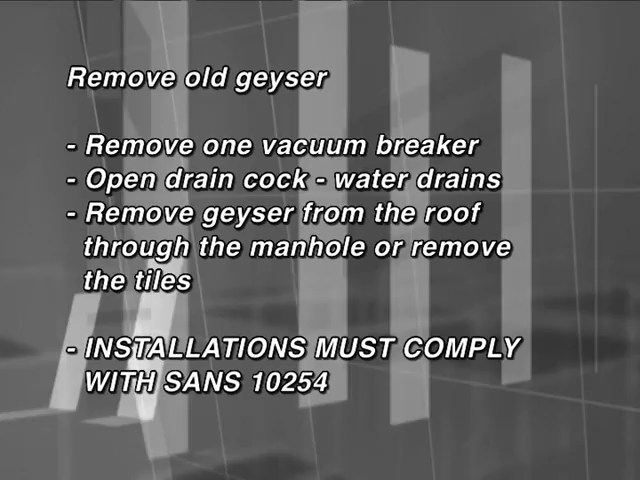 Remove old geyser
- Remove one vacuum breaker
- Open drain cock - water drains
- Remove geyser from the roof
through the manhole or remove
the tiles
- INSTALLATIONS MUST COMPLY
WITH SANS 10254